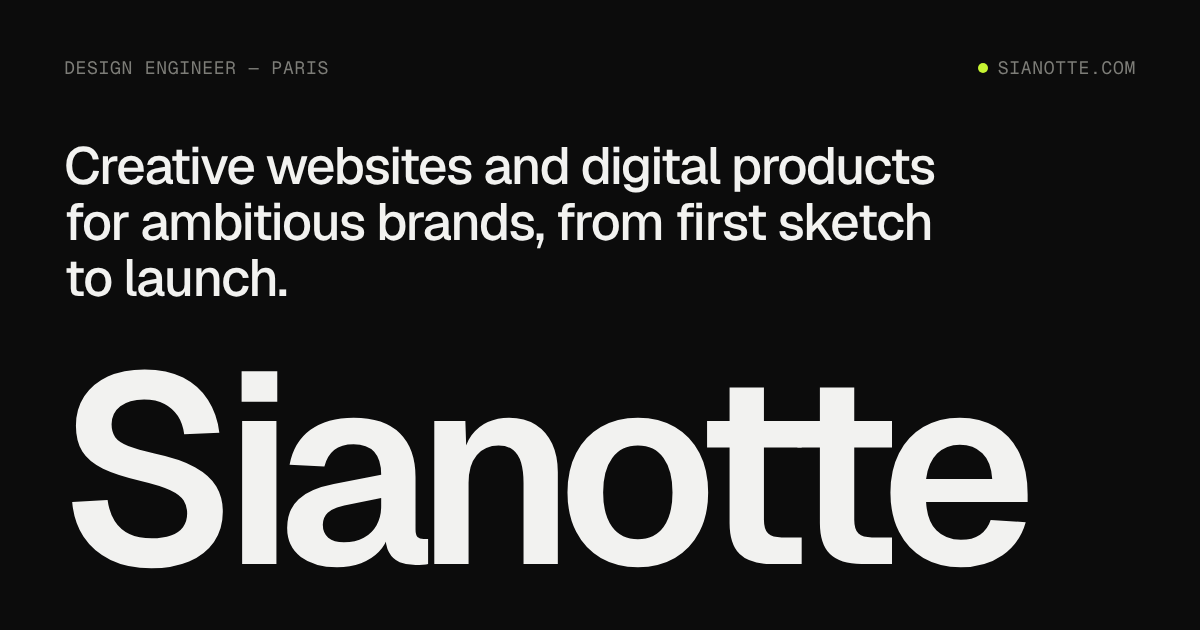 DESIGN ENGINEER — PARIS
SIANOTTE.COM
Creative websites and digital products
for ambitious brands, from first sketch
to launch.
Sianotte